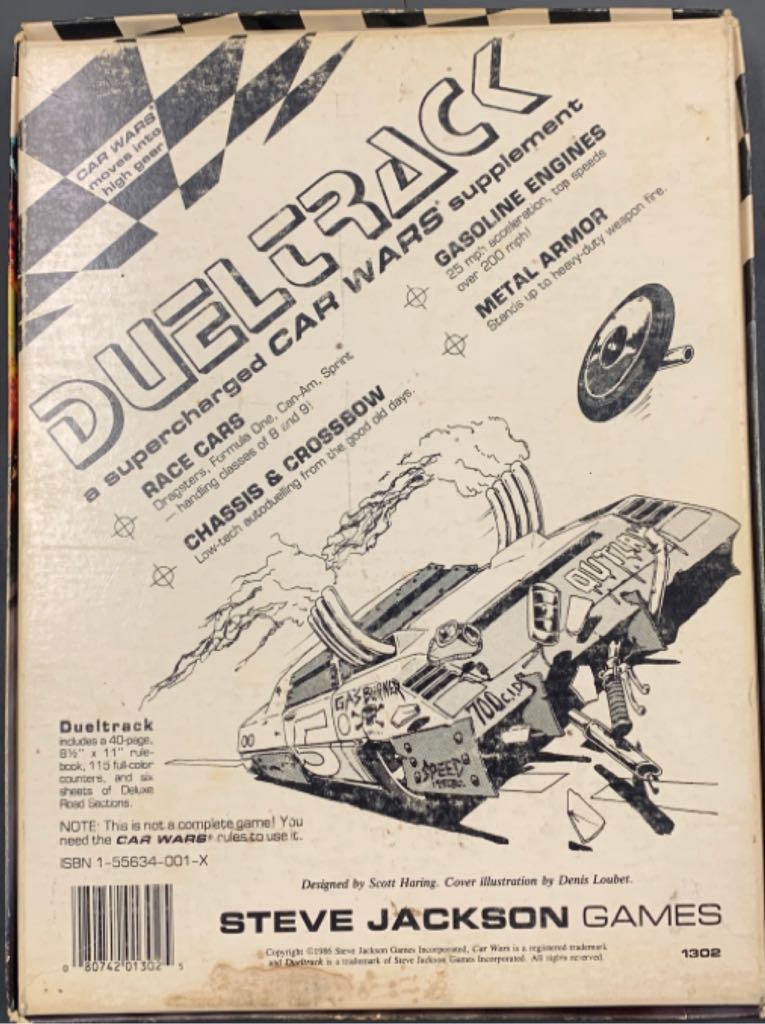 CAR WARS®
moves into
high gear
DUELTRACK
a supercharged CAR WARS® supplement
GASOLINE ENGINES
25 mph acceleration, top speeds
over 200 mph!
METAL ARMOR
Stands up to heavy-duty weapon fire.
RACE CARS
Dragsters, Formula One, Can-Am, Sprint
— handling classes of 8 and 9!
CHASSIS & CROSSBOW
Low-tech autoduelling from the good old days.
OUTLAW
GAS BURNER
700 C.I.D.
5
00
SPEED
Dueltrack
includes a 40-page,
8½" x 11" rule-
book, 115 full-color
counters, and six
sheets of Deluxe
Road Sections.
NOTE: This is not a complete game! You
need the CAR WARS® rules to use it.
ISBN 1-55634-001-X
Designed by Scott Haring. Cover illustration by Denis Loubet.
STEVE JACKSON GAMES
Copyright ©1986 Steve Jackson Games Incorporated. Car Wars is a registered trademark
and Dueltrack is a trademark of Steve Jackson Games Incorporated. All rights reserved.
1302
0 80742 01302 5